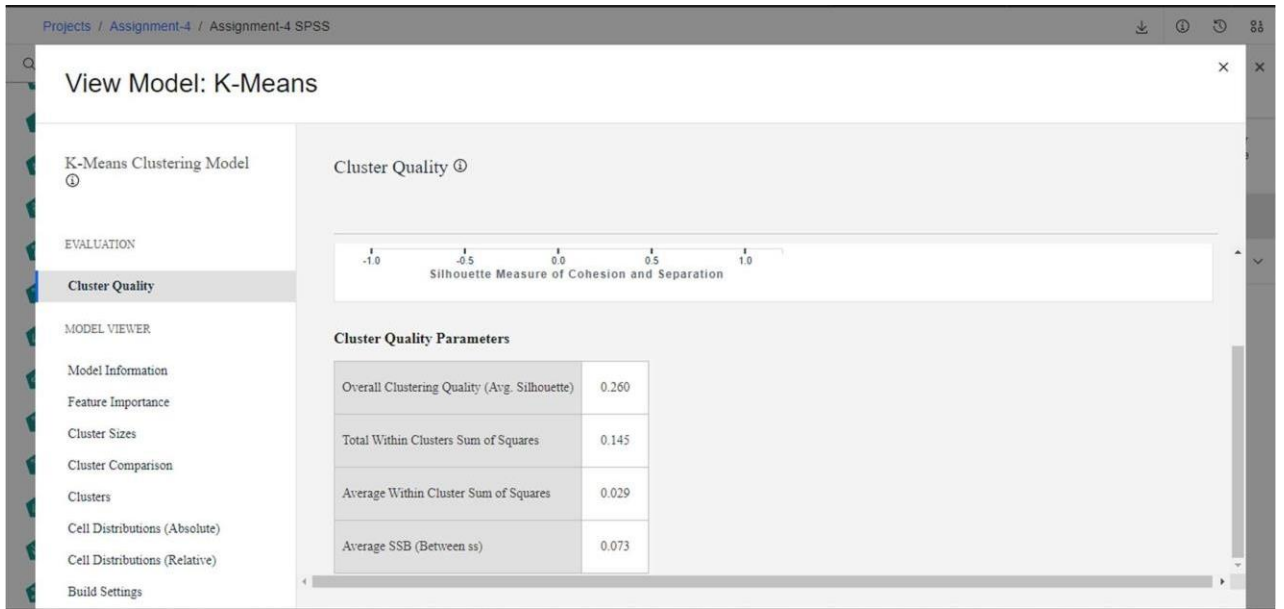 Projects / Assignment-4 / Assignment-4 SPSS
View Model: K-Means
K-Means Clustering Model
EVALUATION
Cluster Quality
MODEL VIEWER
Model Information
Feature Importance
Cluster Sizes
Cluster Comparison
Clusters
Cell Distributions (Absolute)
Cell Distributions (Relative)
Build Settings
Cluster Quality
-1.0 -0.5 0.0 0.5 1.0
Silhouette Measure of Cohesion and Separation
Cluster Quality Parameters
Overall Clustering Quality (Avg. Silhouette) 0.260
Total Within Clusters Sum of Squares 0.145
Average Within Cluster Sum of Squares 0.029
Average SSB (Between ss) 0.073